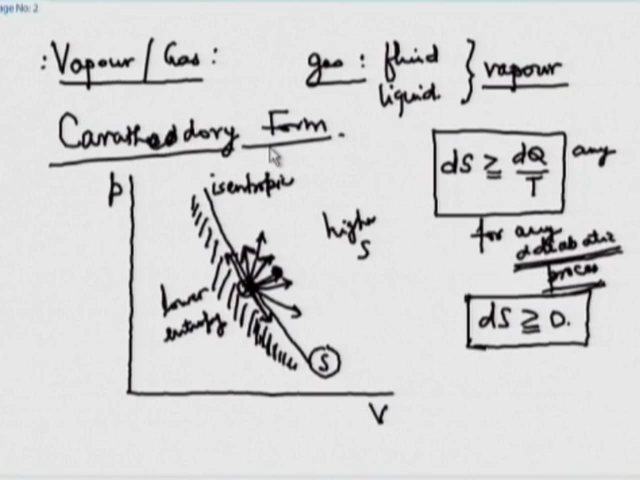 age No: 2
: Vapour / Gas :
gas : fluid
liquid } vapour
Caratheddory Form.
p
isentropic
higher
S
Lower
entropy
S
V
dS ≥ dQ/T any
for any
adiabatic
process
dS ≥ 0.